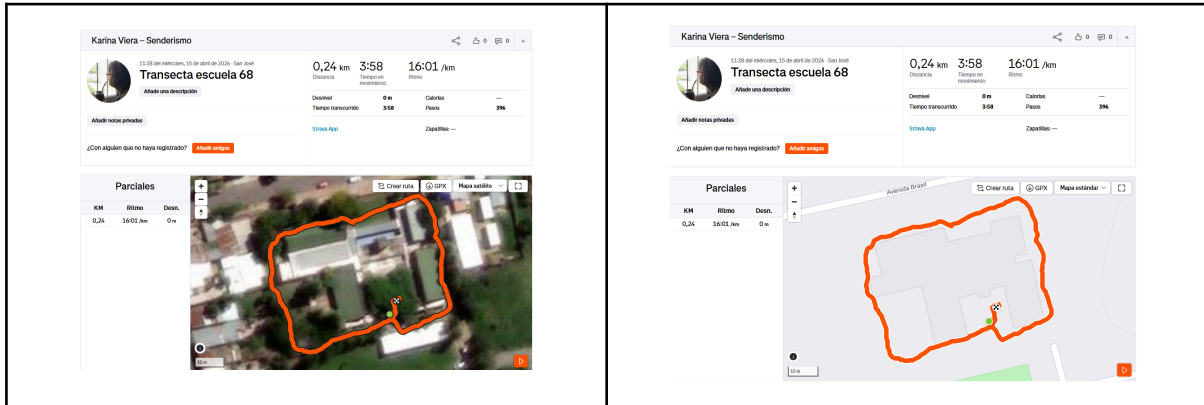 Karina Viera – Senderismo
0 0
11:38 del miércoles, 15 de abril de 2026 · San José
Transecta escuela 68
Añade una descripción
Añadir notas privadas
¿Con alguien que no haya registrado? Añadir amigos
0,24 km 3:58 16:01 /km
Distancia Tiempo en movimiento Ritmo
Desnivel 0 m Calorías —
Tiempo transcurrido 3:58 Pasos 396
Strava App Zapatillas: —
Parciales
KM Ritmo Desn.
0,24 16:01 /km 0 m
+
−
Crear ruta GPX Mapa satélite
10 m
Karina Viera – Senderismo
0 0
11:38 del miércoles, 15 de abril de 2026 · San José
Transecta escuela 68
Añade una descripción
Añadir notas privadas
¿Con alguien que no haya registrado? Añadir amigos
0,24 km 3:58 16:01 /km
Distancia Tiempo en movimiento Ritmo
Desnivel 0 m Calorías —
Tiempo transcurrido 3:58 Pasos 396
Strava App Zapatillas: —
Parciales
KM Ritmo Desn.
0,24 16:01 /km 0 m
+
−
Avenida Brasil
Crear ruta GPX Mapa estándar
10 m